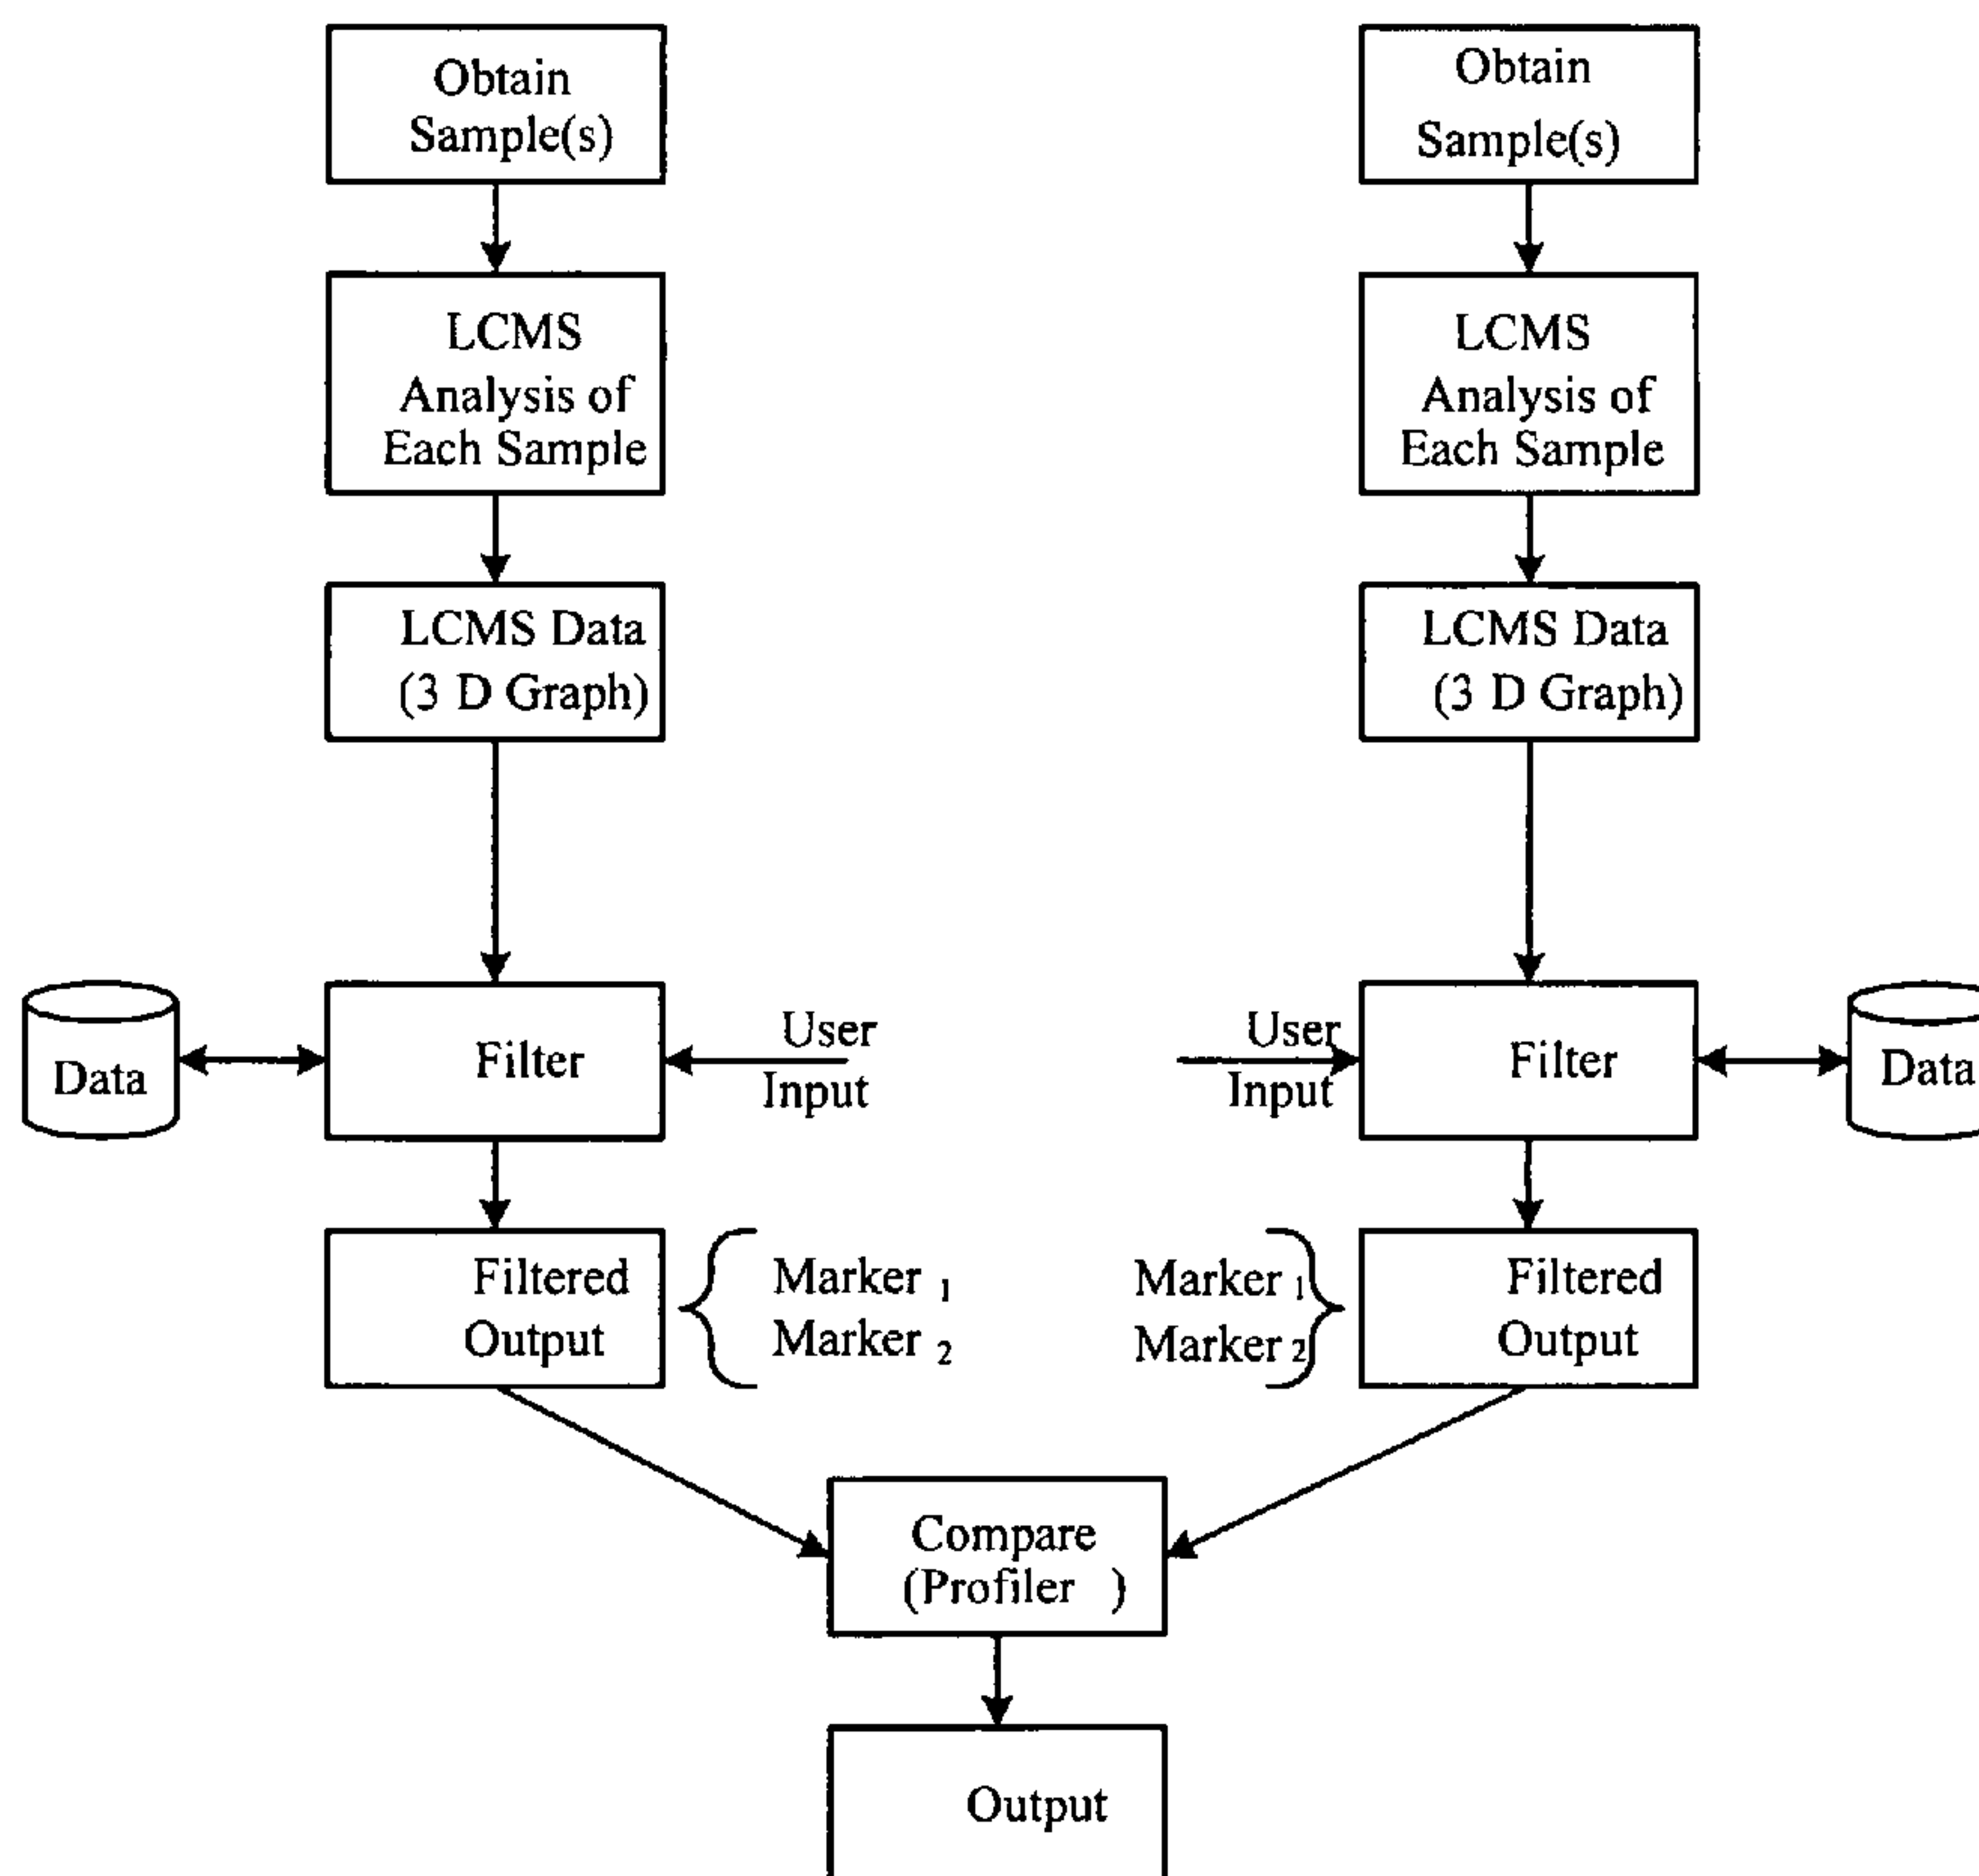 Obtain
Sample(s)
Obtain
Sample(s)
LCMS
Analysis of
Each Sample
LCMS
Analysis of
Each Sample
LCMS Data
(3 D Graph)
LCMS Data
(3 D Graph)
Data
Filter
User
Input
User
Input
Filter
Data
Filtered
Output
Marker 1
Marker 2
Marker 1
Marker 2
Filtered
Output
Compare
(Profiler )
Output